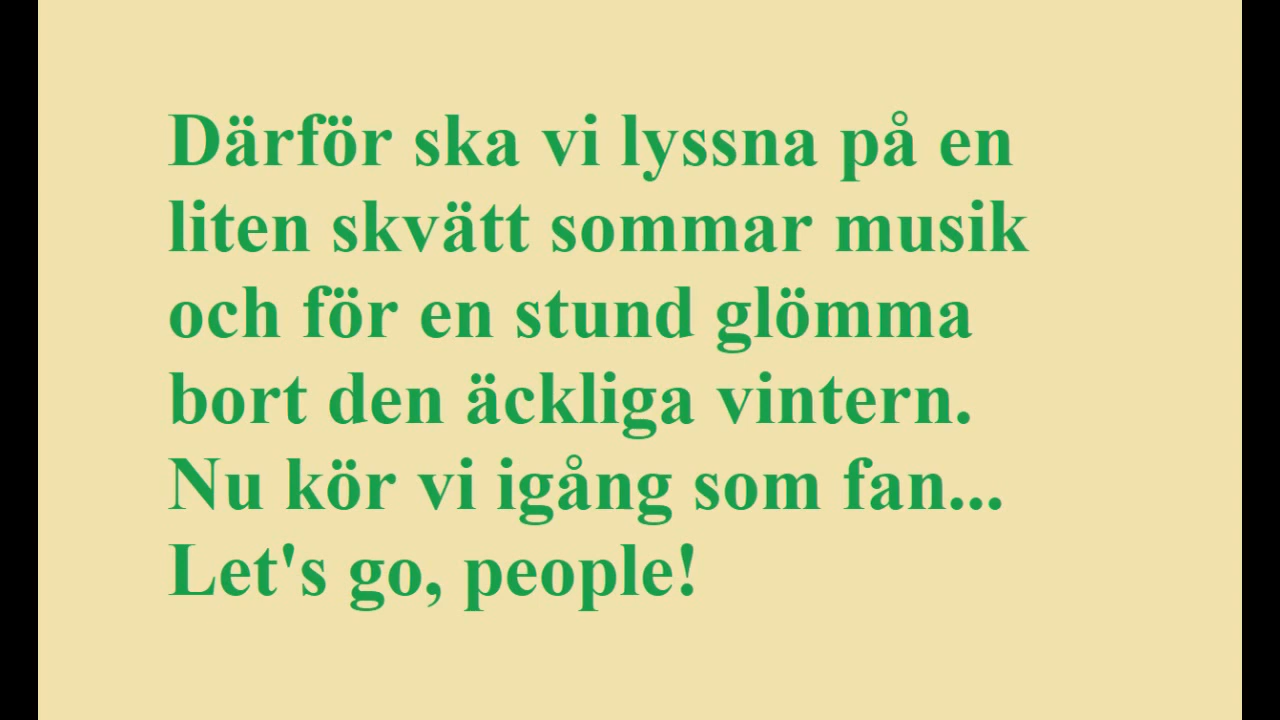 Därför ska vi lyssna på en
liten skvätt sommar musik
och för en stund glömma
bort den äckliga vintern.
Nu kör vi igång som fan...
Let's go, people!